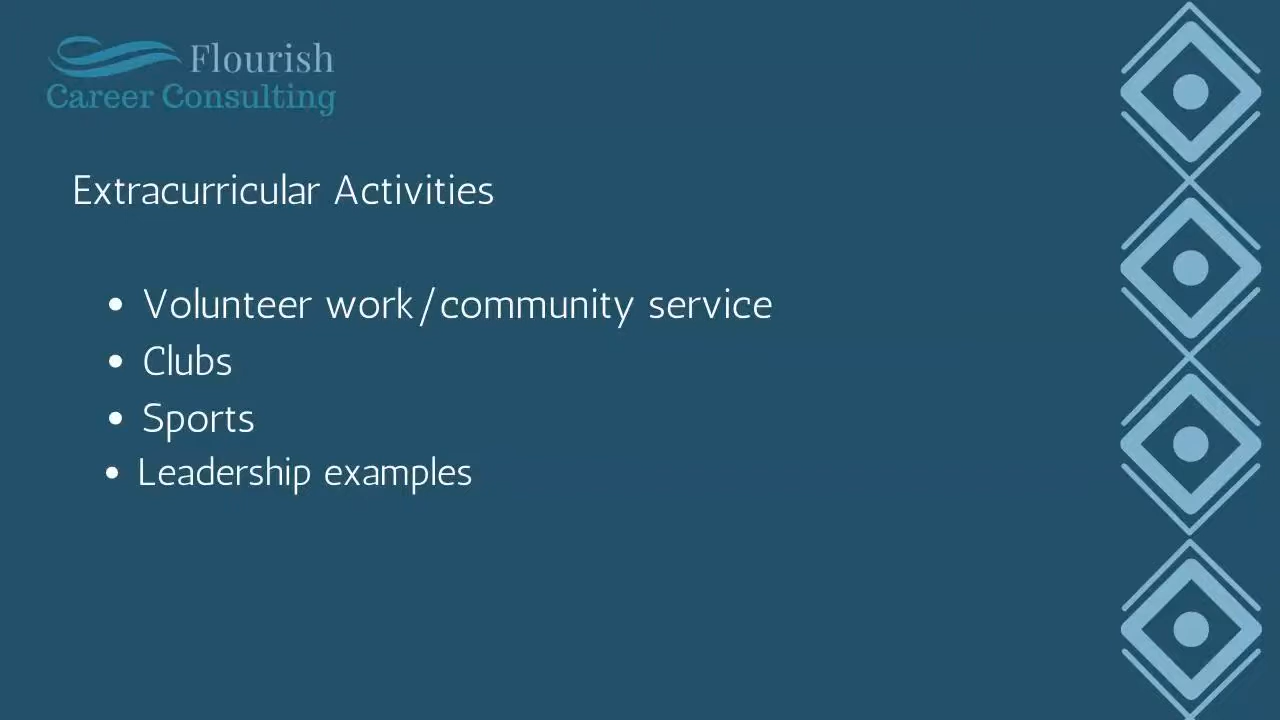 Flourish
Career Consulting
Extracurricular Activities
• Volunteer work/community service
• Clubs
• Sports
• Leadership examples